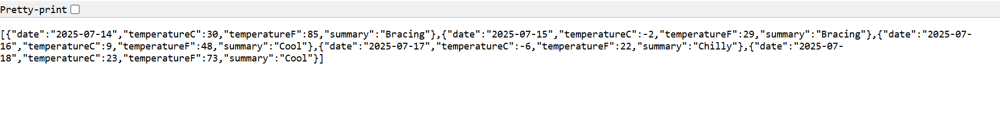 Pretty-print
[{"date":"2025-07-14","temperatureC":30,"temperatureF":85,"summary":"Bracing"},{"date":"2025-07-15","temperatureC":-2,"temperatureF":29,"summary":"Bracing"},{"date":"2025-07-
16","temperatureC":9,"temperatureF":48,"summary":"Cool"},{"date":"2025-07-17","temperatureC":-6,"temperatureF":22,"summary":"Chilly"},{"date":"2025-07-
18","temperatureC":23,"temperatureF":73,"summary":"Cool"}]